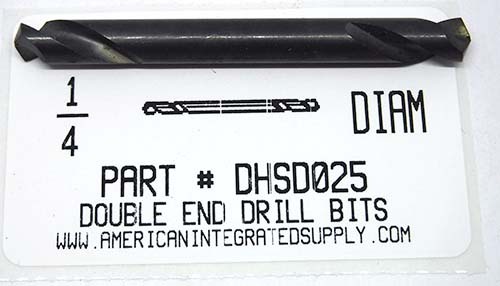 1/4 DIAM
PART # DHSD025
DOUBLE END DRILL BITS
WWW.AMERICANINTEGRATEDSUPPLY.COM